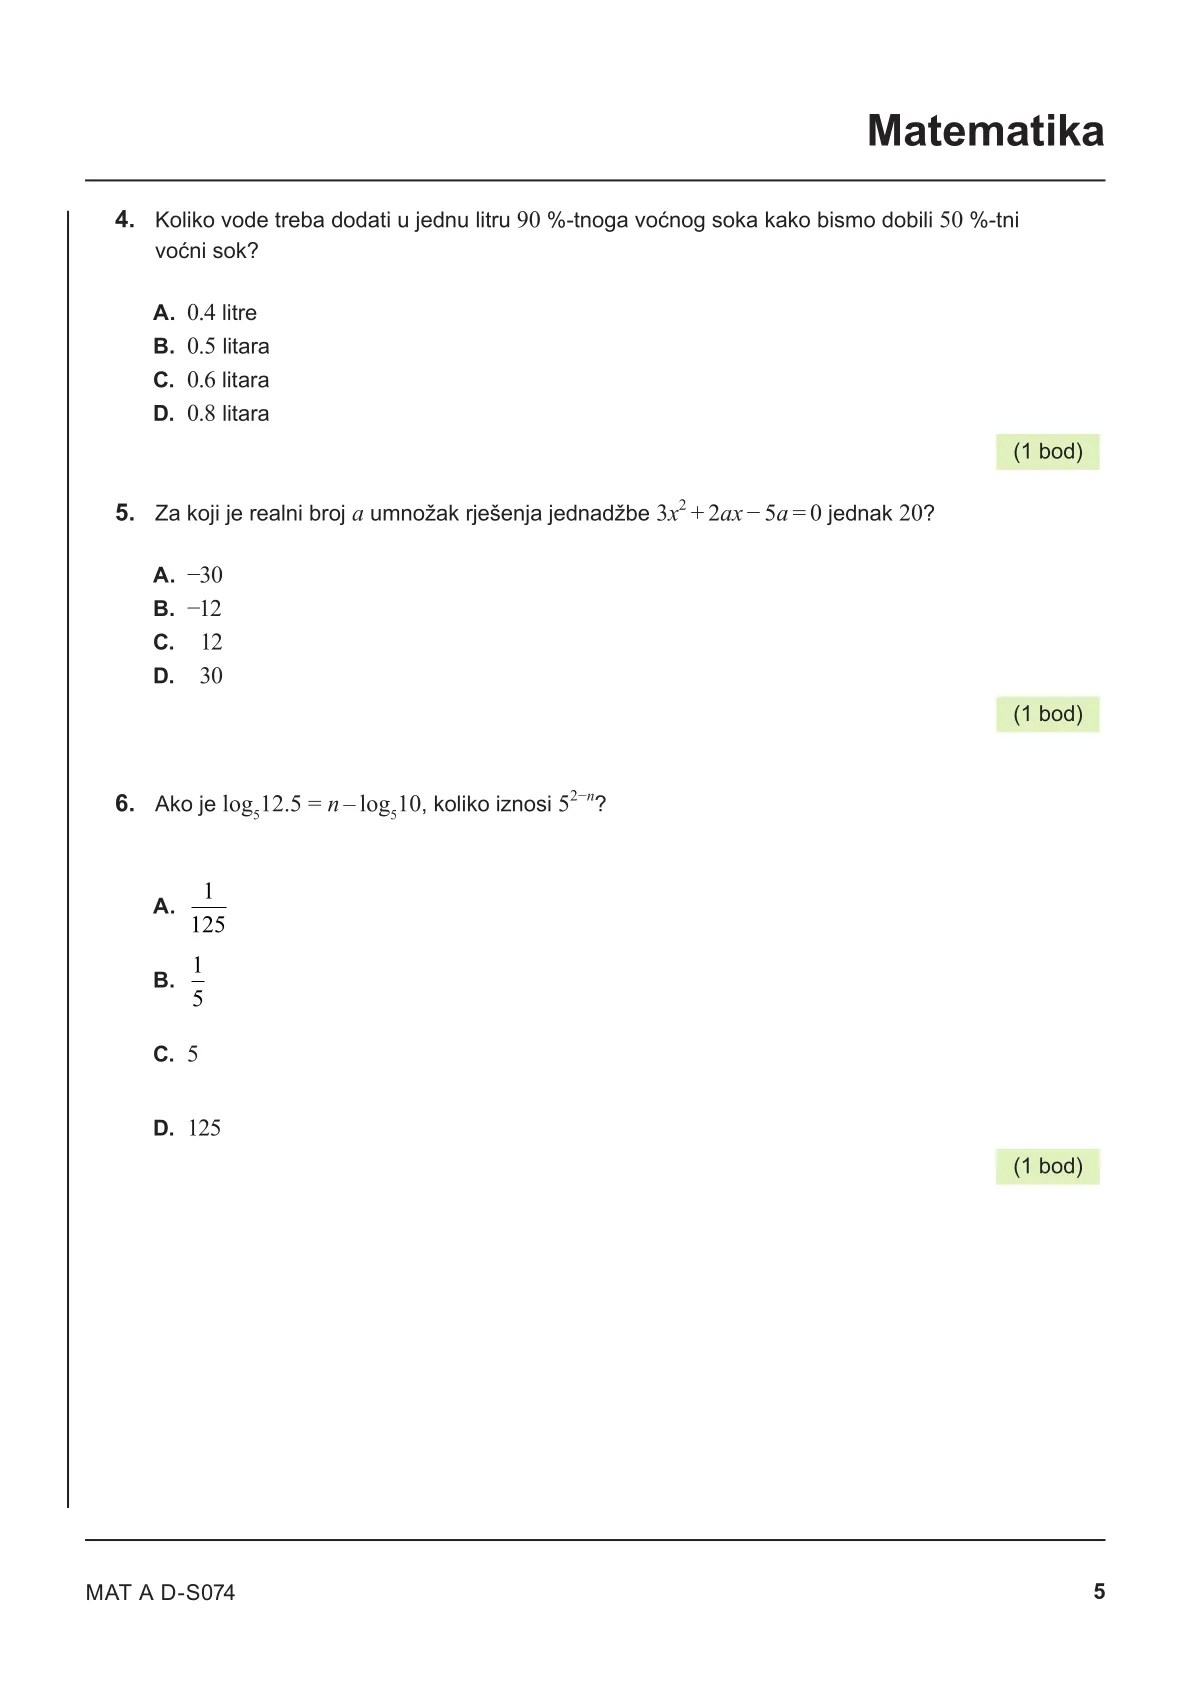 Matematika
4. Koliko vode treba dodati u jednu litru 90 %-tnoga voćnog soka kako bismo dobili 50 %-tni
voćni sok?
A. 0.4 litre
B. 0.5 litara
C. 0.6 litara
D. 0.8 litara
(1 bod)
5. Za koji je realni broj a umnožak rješenja jednadžbe 3x² + 2ax − 5a = 0 jednak 20?
A. −30
B. −12
C. 12
D. 30
(1 bod)
6. Ako je log₅12.5 = n – log₅10, koliko iznosi 5²⁻ⁿ?
A. 1/125
B. 1/5
C. 5
D. 125
(1 bod)
MAT A D-S074
5